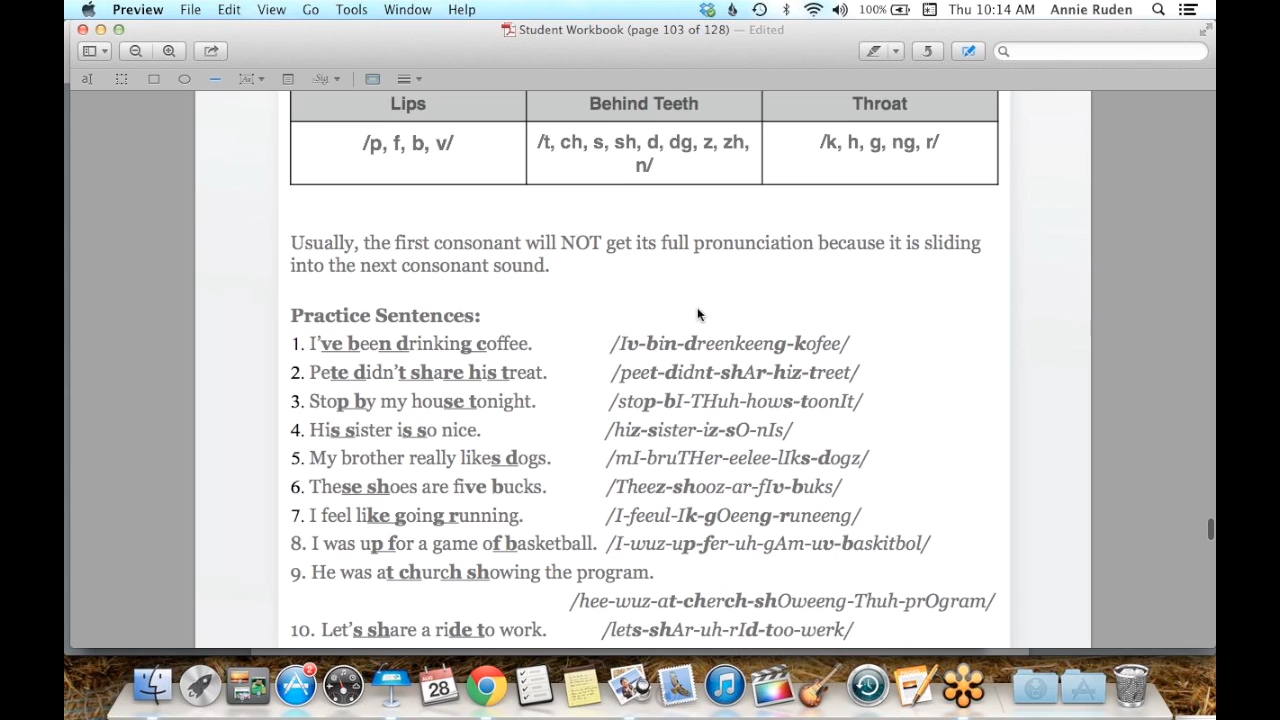 Preview File Edit View Go Tools Window Help 100% Thu 10:14 AM Annie Ruden
Student Workbook (page 103 of 128) — Edited
Lips Behind Teeth Throat
/p, f, b, v/ /t, ch, s, sh, d, dg, z, zh, /k, h, g, ng, r/
n/
Usually, the first consonant will NOT get its full pronunciation because it is sliding
into the next consonant sound.
Practice Sentences:
1. I've been drinking coffee. /Iv-bin-dreenkeeng-kofee/
2. Pete didn't share his treat. /peet-didnt-shAr-hiz-treet/
3. Stop by my house tonight. /stop-bI-THuh-hows-toonIt/
4. His sister is so nice. /hiz-sister-iz-sO-nIs/
5. My brother really likes dogs. /mI-bruTHer-eelee-lIks-dogz/
6. These shoes are five bucks. /Theez-shooz-ar-fIv-buks/
7. I feel like going running. /I-feeul-Ik-gOeeng-runeeng/
8. I was up for a game of basketball. /I-wuz-up-fer-uh-gAm-uv-baskitbol/
9. He was at church showing the program.
/hee-wuz-at-cherch-shOweeng-Thuh-prOgram/
10. Let's share a ride to work. /lets-shAr-uh-rId-too-werk/
2
AUG
28